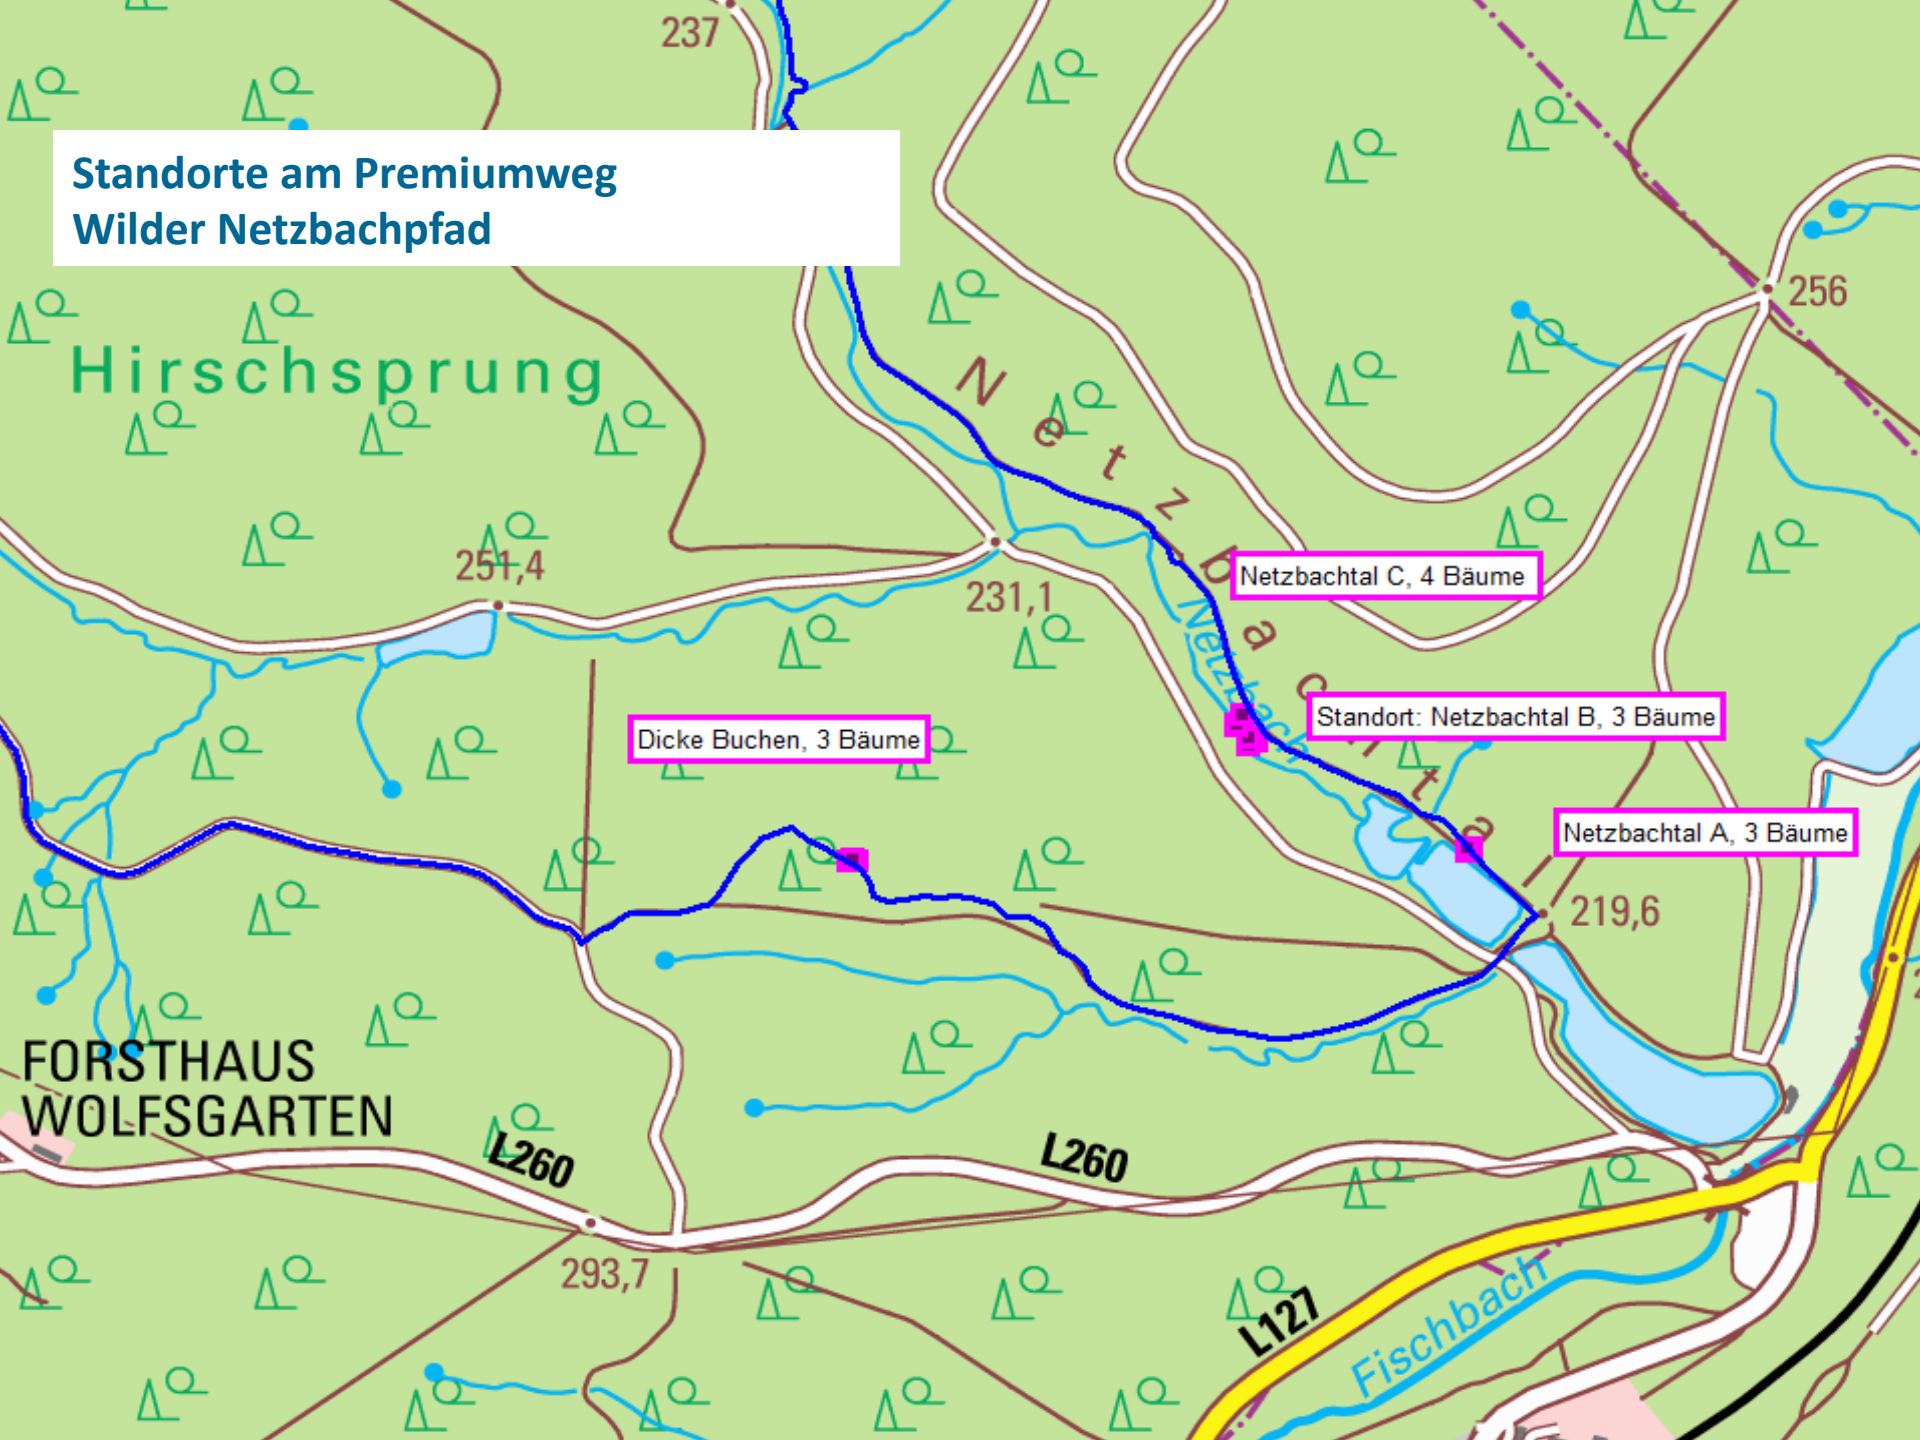 237
Standorte am Premiumweg
Wilder Netzbachpfad
256
Hirschsprung
Netzbachtal
251,4
231,1
Netzbachtal C, 4 Bäume
Netzbach
Standort: Netzbachtal B, 3 Bäume
Dicke Buchen, 3 Bäume
Netzbachtal A, 3 Bäume
219,6
FORSTHAUS
WOLFSGARTEN
L260
L260
293,7
L127
Fischbach